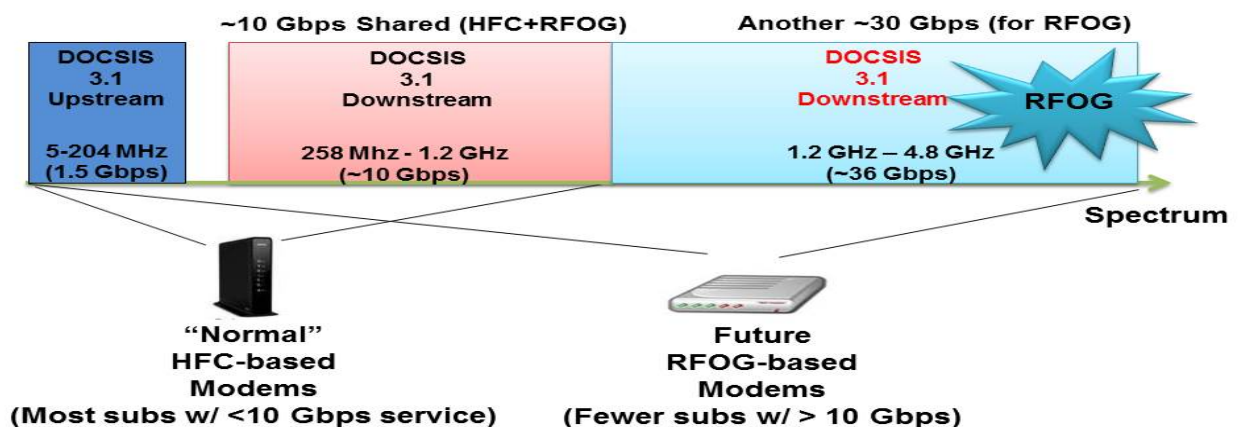 ~10 Gbps Shared (HFC+RFOG)
Another ~30 Gbps (for RFOG)
DOCSIS
3.1
Upstream
5-204 MHz
(1.5 Gbps)
DOCSIS
3.1
Downstream
258 Mhz - 1.2 GHz
(~10 Gbps)
DOCSIS
3.1
Downstream
1.2 GHz – 4.8 GHz
(~36 Gbps)
RFOG
Spectrum
“Normal”
HFC-based
Modems
(Most subs w/ <10 Gbps service)
Future
RFOG-based
Modems
(Fewer subs w/ > 10 Gbps)